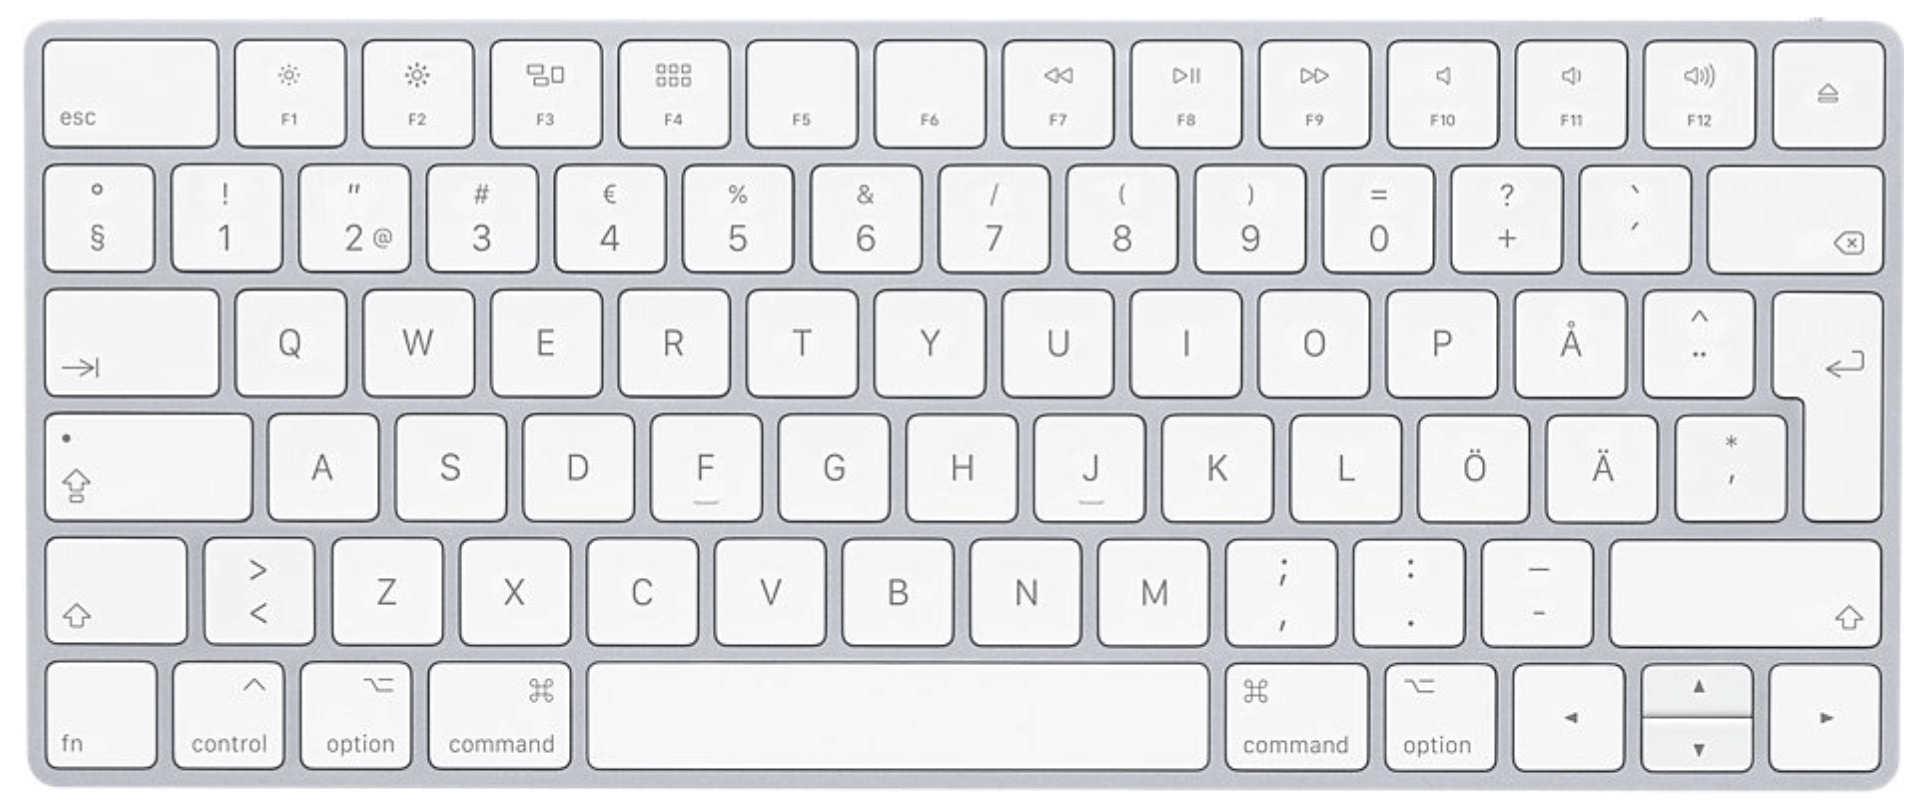 esc F1 F2 F3 F4 F5 F6 F7 F8 F9 F10 F11 F12
° ! " # € % & / ( ) = ? `
§ 1 2 @ 3 4 5 6 7 8 9 0 + ´
Q W E R T Y U I O P Å ^ ¨
A S D F G H J K L Ö Ä * '
> ; : —
< Z X C V B N M , . -
fn control option command command option